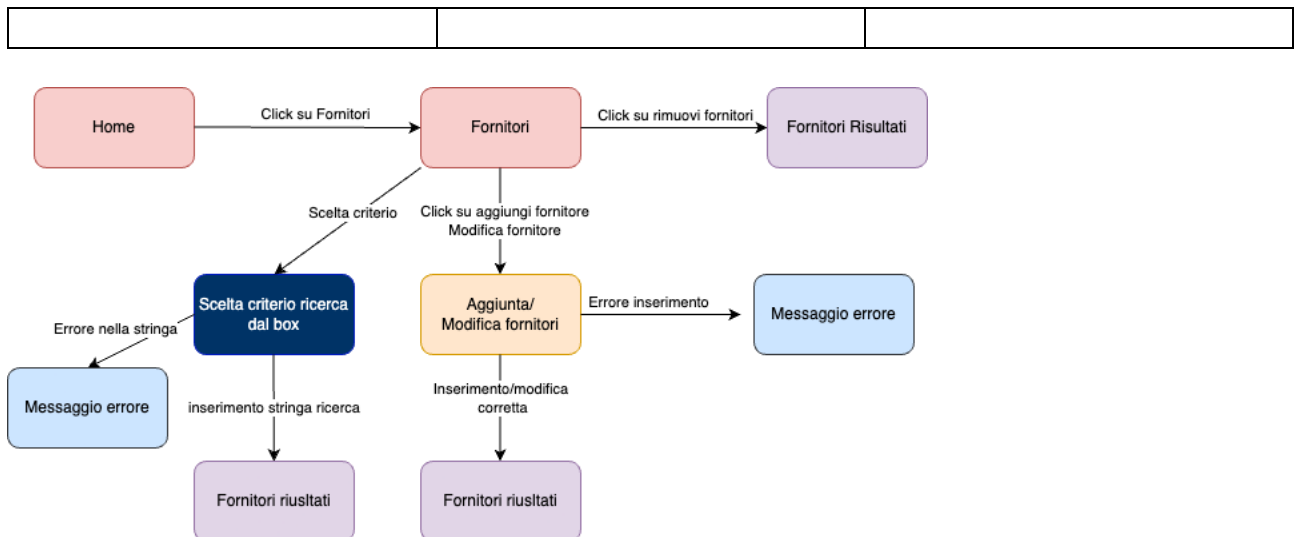 Home
Click su Fornitori
Fornitori
Click su rimuovi fornitori
Fornitori Risultati
Scelta criterio
Click su aggiungi fornitore
Modifica fornitore
Scelta criterio ricerca
dal box
Aggiunta/
Modifica fornitori
Errore inserimento
Messaggio errore
Errore nella stringa
Messaggio errore
inserimento stringa ricerca
Inserimento/modifica
corretta
Fornitori riusltati
Fornitori riusltati